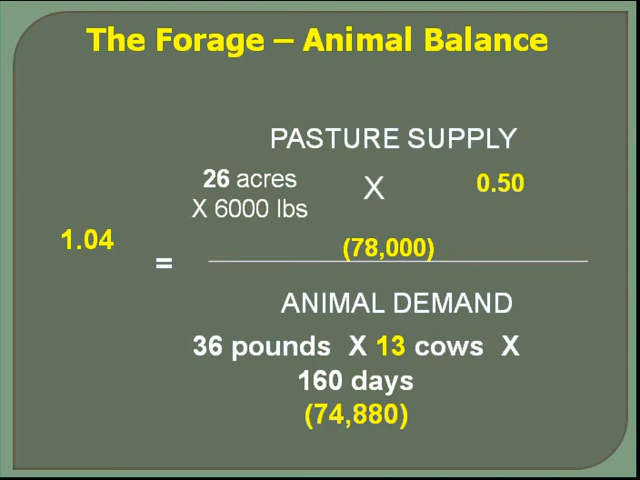 The Forage – Animal Balance
PASTURE SUPPLY
26 acres
X 6000 lbs
X
0.50
1.04
=
(78,000)
ANIMAL DEMAND
36 pounds X 13 cows X
160 days
(74,880)